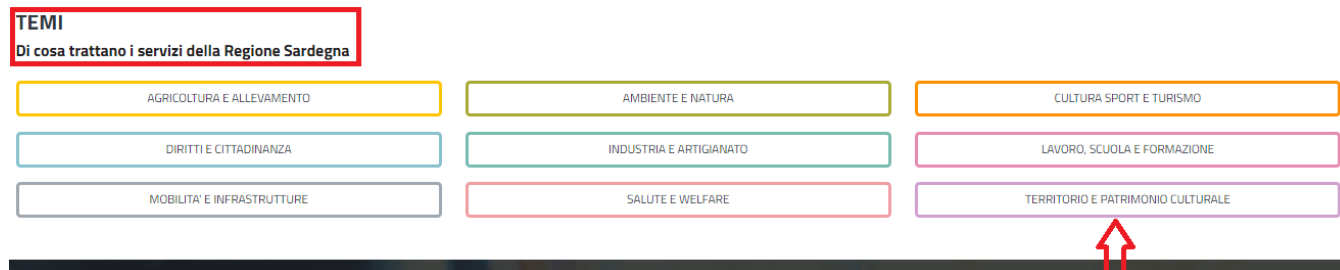 TEMI
Di cosa trattano i servizi della Regione Sardegna
AGRICOLTURA E ALLEVAMENTO
AMBIENTE E NATURA
CULTURA SPORT E TURISMO
DIRITTI E CITTADINANZA
INDUSTRIA E ARTIGIANATO
LAVORO, SCUOLA E FORMAZIONE
MOBILITA' E INFRASTRUTTURE
SALUTE E WELFARE
TERRITORIO E PATRIMONIO CULTURALE